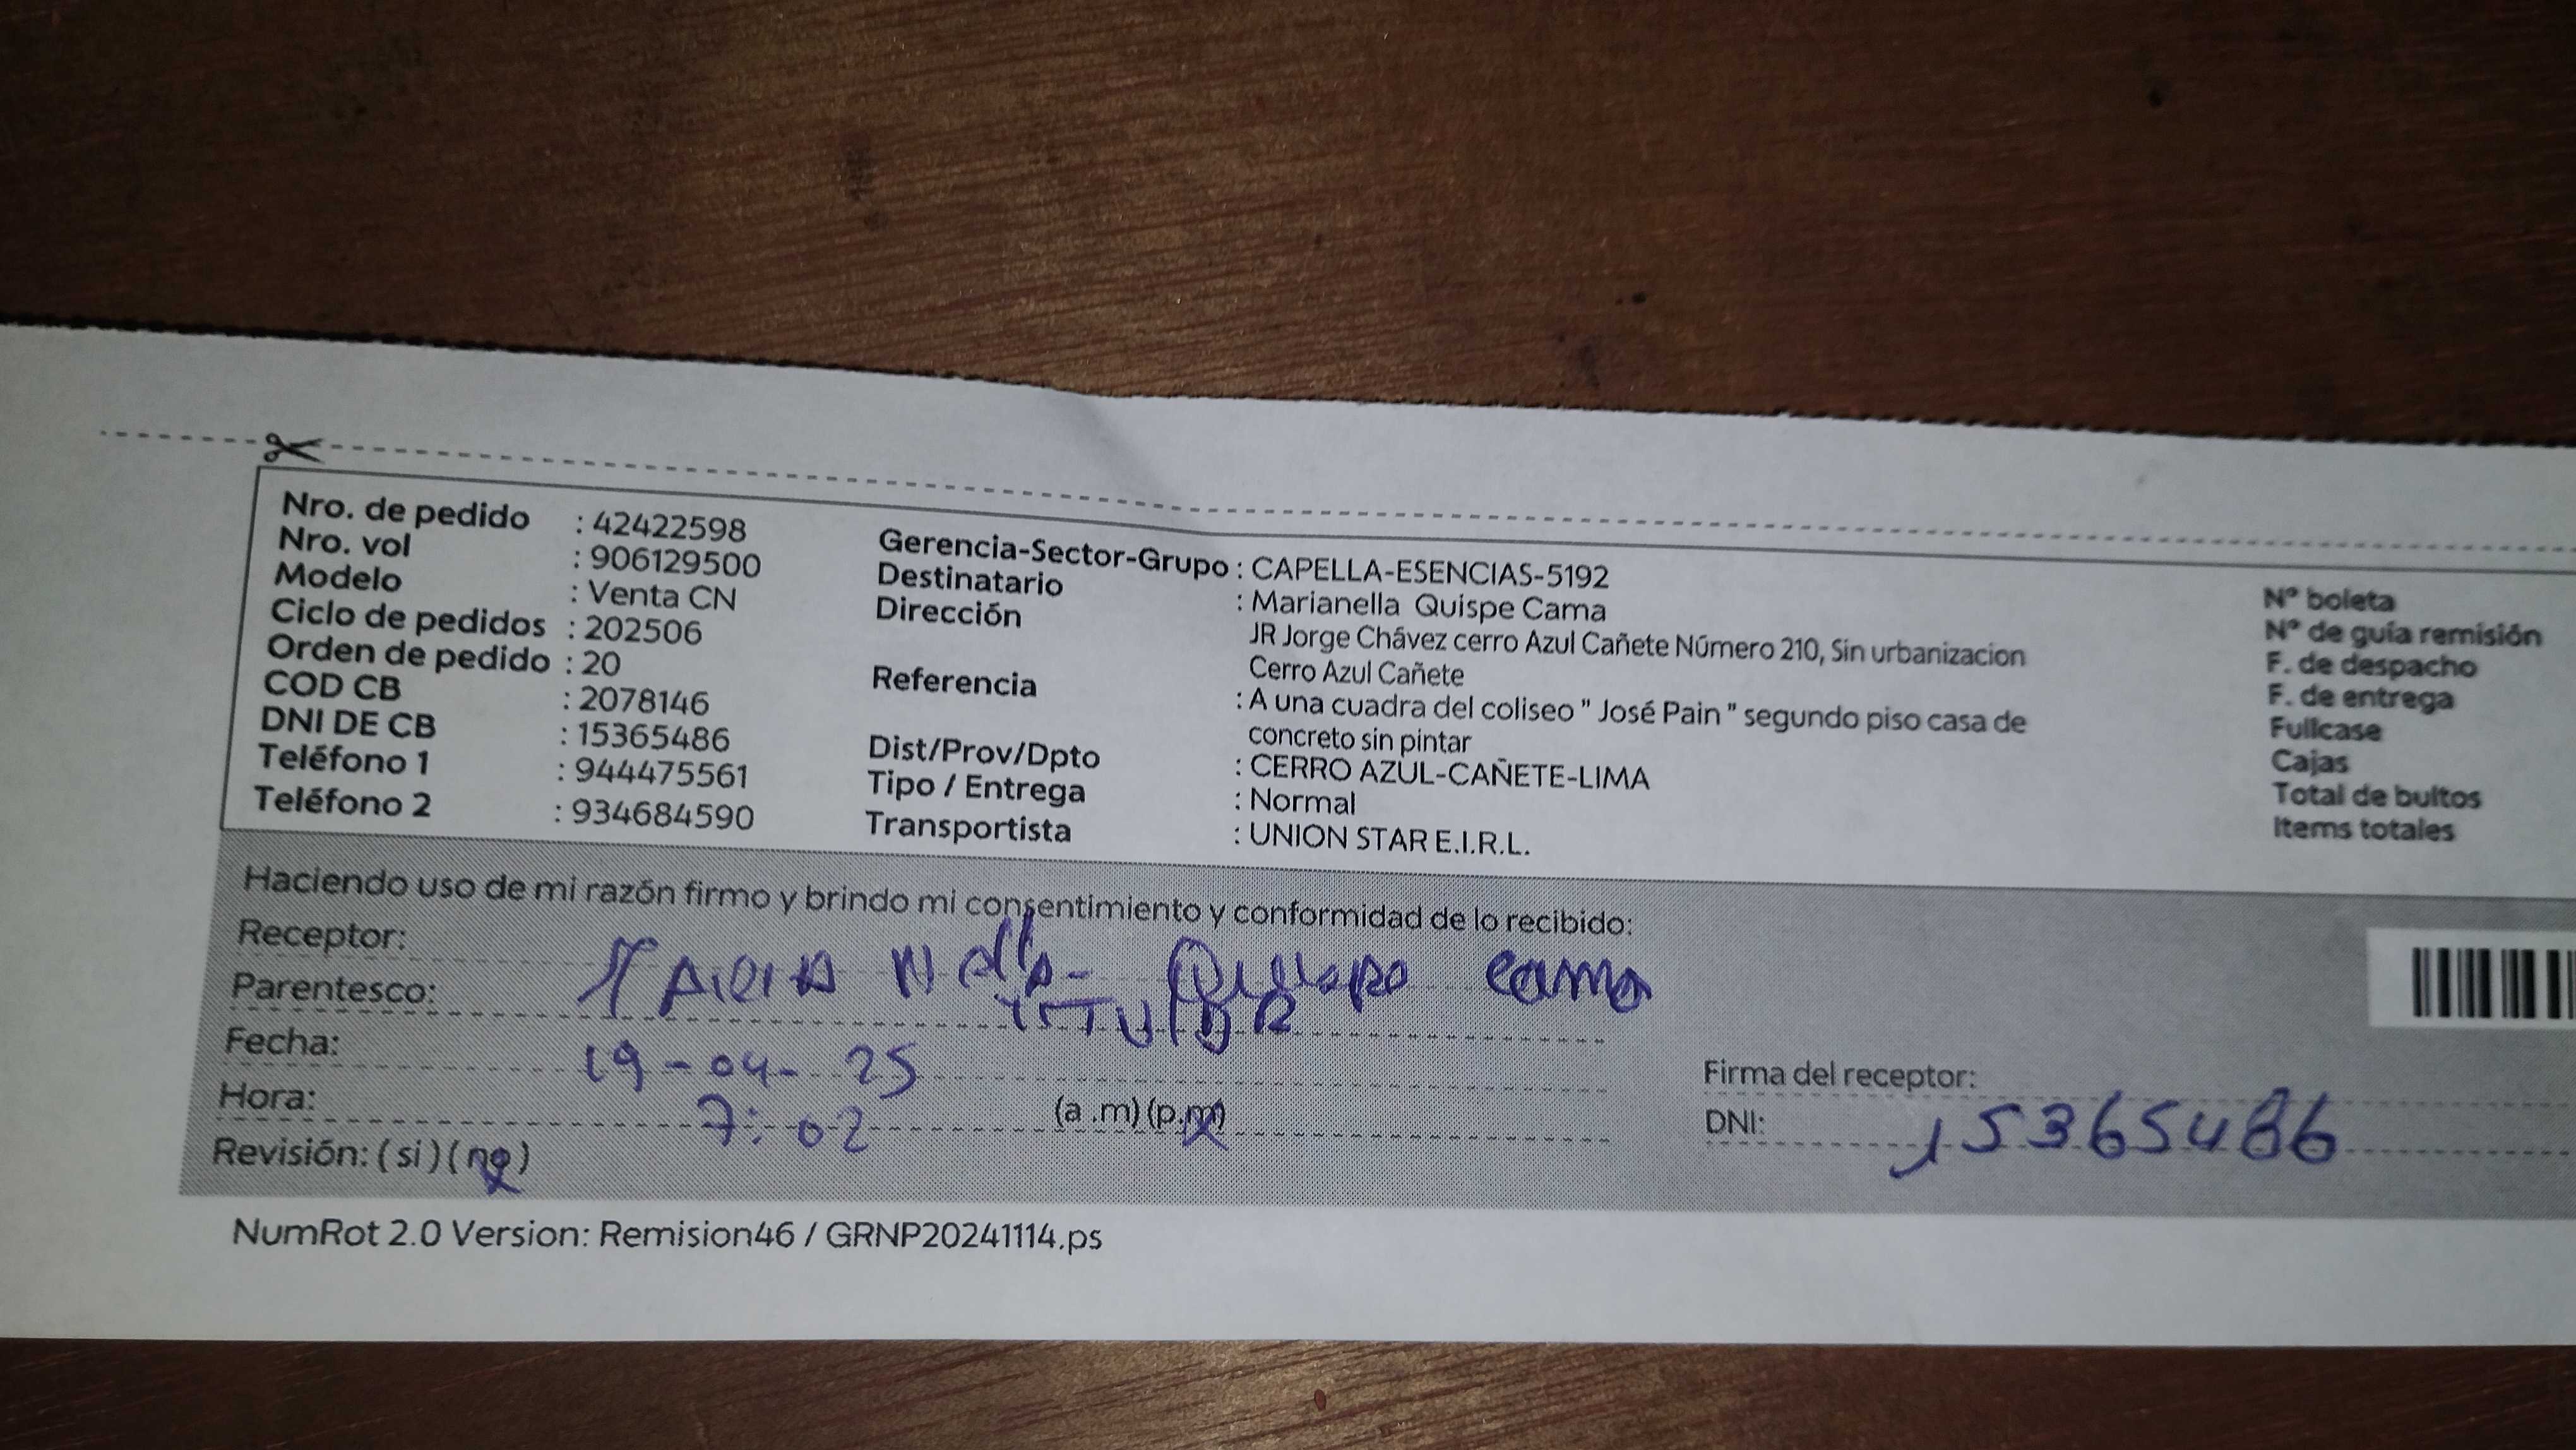 Nro. de pedido : 42422598
Nro. vol : 906129500
Modelo : Venta CN
Ciclo de pedidos : 202506
Orden de pedido : 20
COD CB : 2078146
DNI DE CB : 15365486
Teléfono 1 : 944475561
Teléfono 2 : 934684590
Gerencia-Sector-Grupo : CAPELLA-ESENCIAS-5192
Destinatario : Marianella Quispe Cama
Dirección JR Jorge Chávez cerro Azul Cañete Número 210, Sin urbanizacion
Cerro Azul Cañete
Referencia : A una cuadra del coliseo " José Pain " segundo piso casa de
concreto sin pintar
Dist/Prov/Dpto : CERRO AZUL-CAÑETE-LIMA
Tipo / Entrega : Normal
Transportista : UNION STAR E.I.R.L.
N° boleta
N° de guía remisión
F. de despacho
F. de entrega
Fullcase
Cajas
Total de bultos
Items totales
Haciendo uso de mi razón firmo y brindo mi consentimiento y conformidad de lo recibido:
Receptor: MARIA Nella Quispe cama
Parentesco: TITULAR
Fecha: 19-04-25
Hora: 7:02 (a.m)(p.m)
Revisión: (si)(no)
Firma del receptor:
DNI: 15365486
NumRot 2.0 Version: Remision46 / GRNP20241114.ps